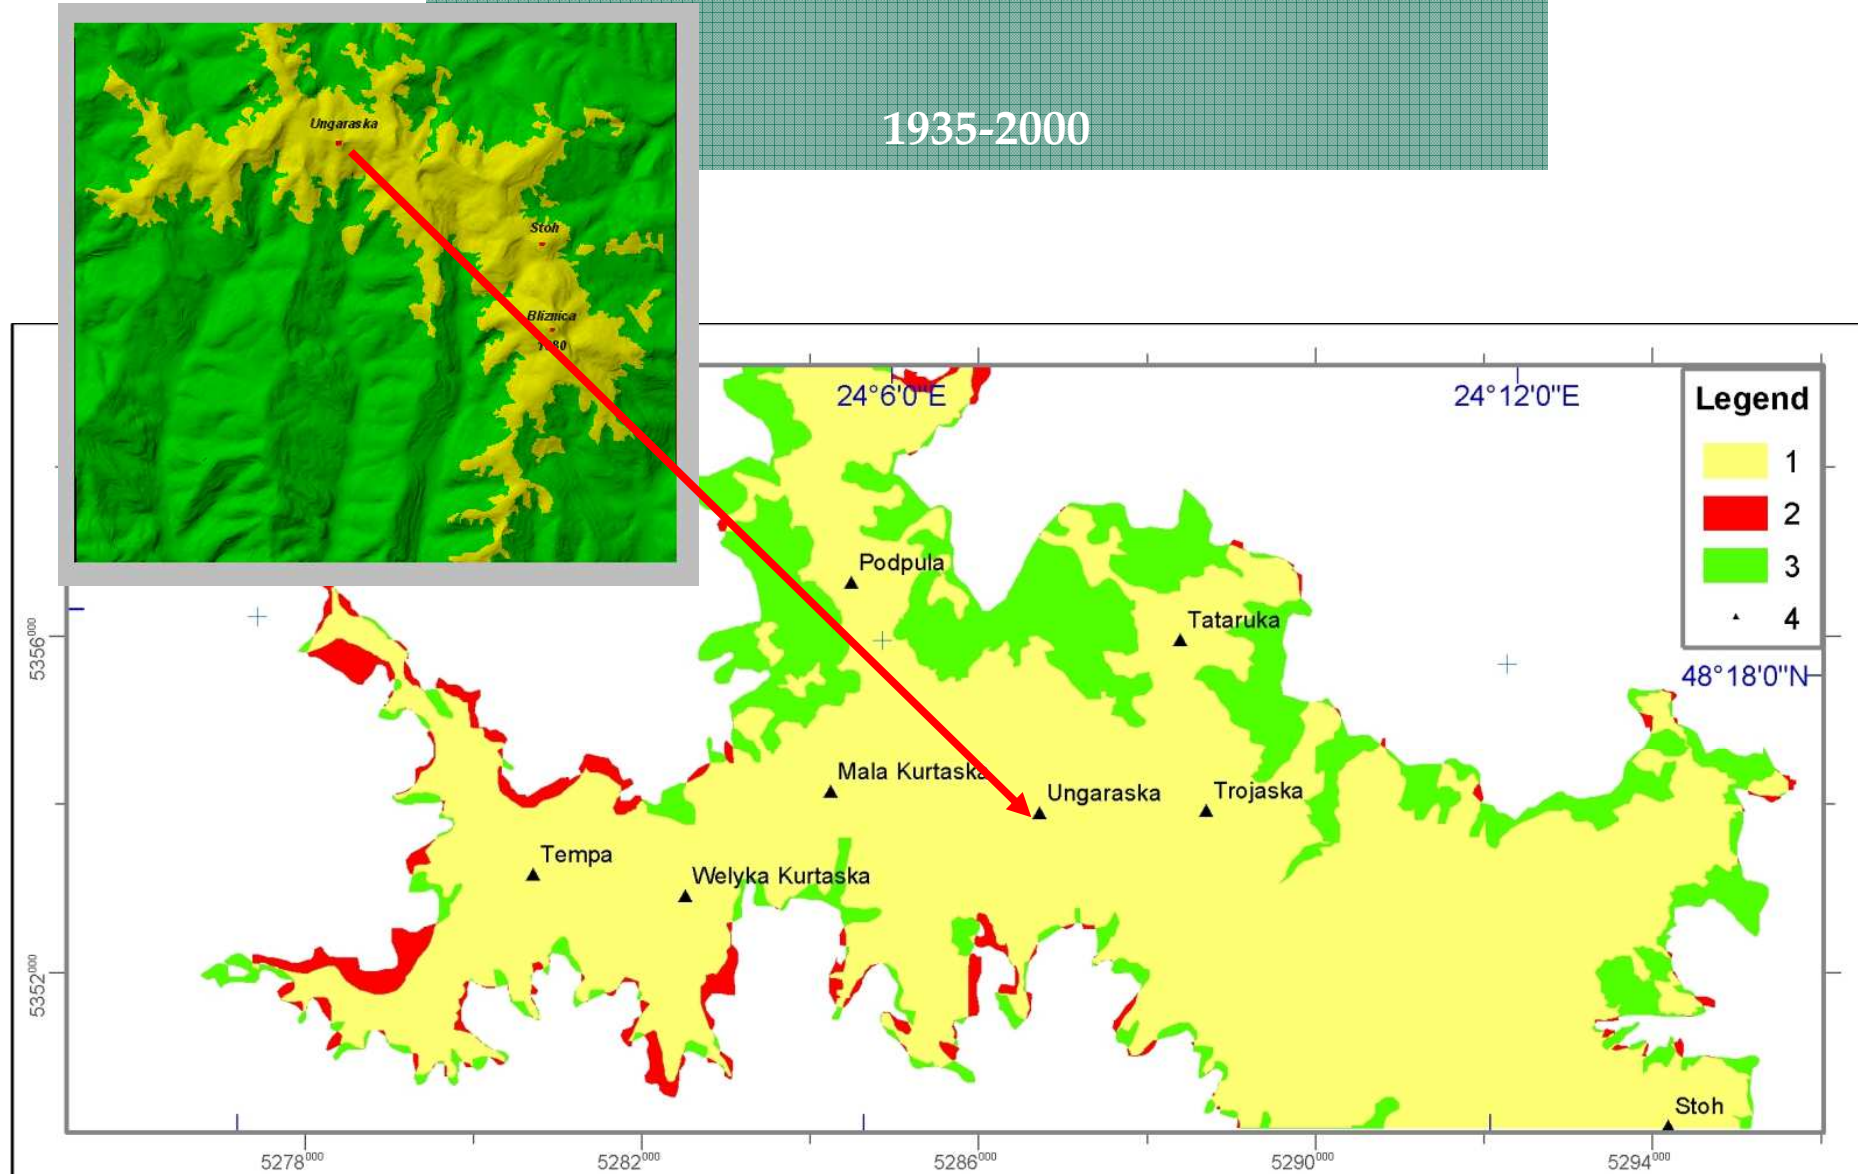 1935-2000
Ungaraska
Stoh
Bliznica
24°6'0"E
24°12'0"E
Legend
1
2
3
4
48°18'0"N
Podpula
Tataruka
Mala Kurtaska
Ungaraska
Trojaska
Tempa
Welyka Kurtaska
Stoh
5356000
5352000
5278000
5282000
5286000
5290000
5294000